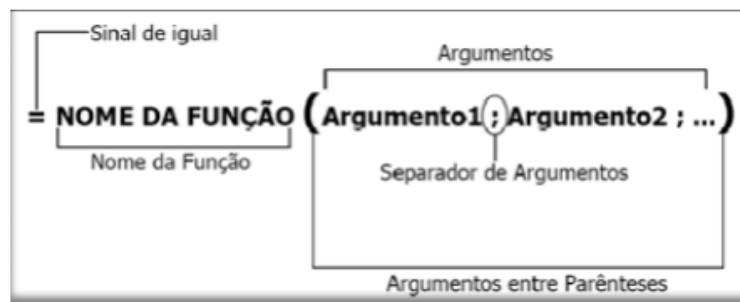 Sinal de igual
Argumentos
= NOME DA FUNÇÃO (Argumento1 ; Argumento2 ; ...)
Nome da Função
Separador de Argumentos
Argumentos entre Parênteses